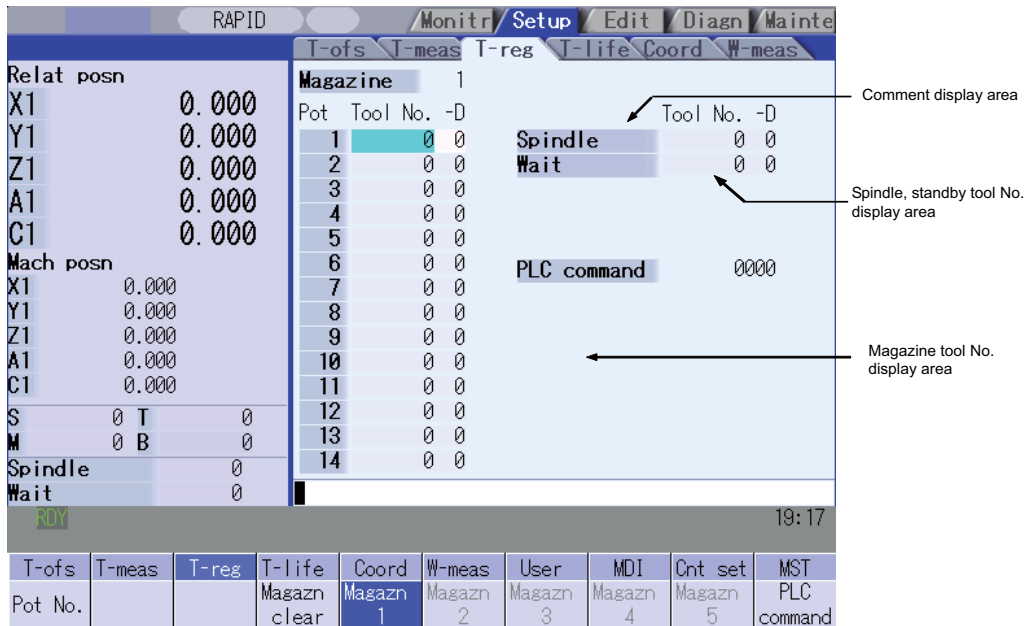 RAPID Monitr Setup Edit Diagn Mainte
T-ofs T-meas T-reg T-life Coord W-meas
Relat posn
X1 0.000
Y1 0.000
Z1 0.000
A1 0.000
C1 0.000
Mach posn
X1 0.000
Y1 0.000
Z1 0.000
A1 0.000
C1 0.000
S 0 T 0
M 0 B 0
Spindle 0
Wait 0
Magazine 1
Pot Tool No. -D
1 0 0
2 0 0
3 0 0
4 0 0
5 0 0
6 0 0
7 0 0
8 0 0
9 0 0
10 0 0
11 0 0
12 0 0
13 0 0
14 0 0
Tool No. -D
Spindle 0 0
Wait 0 0
PLC command 0000
Comment display area
Spindle, standby tool No.
display area
Magazine tool No.
display area
RDY 19:17
T-ofs T-meas T-reg T-life Coord W-meas User MDI Cnt set MST
Pot No. Magazn Magazn Magazn Magazn Magazn Magazn PLC
clear 1 2 3 4 5 command